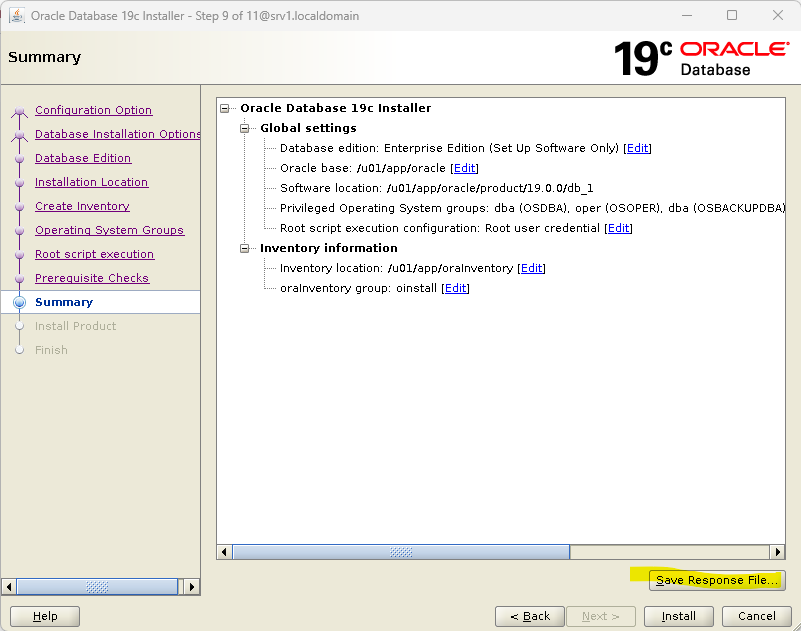 Oracle Database 19c Installer - Step 9 of 11@srv1.localdomain
Summary
19c ORACLE
Database
Configuration Option
Database Installation Options
Database Edition
Installation Location
Create Inventory
Operating System Groups
Root script execution
Prerequisite Checks
Summary
Install Product
Finish
Oracle Database 19c Installer
Global settings
Database edition: Enterprise Edition (Set Up Software Only) [Edit]
Oracle base: /u01/app/oracle [Edit]
Software location: /u01/app/oracle/product/19.0.0/db_1
Privileged Operating System groups: dba (OSDBA), oper (OSOPER), dba (OSBACKUPDBA)
Root script execution configuration: Root user credential [Edit]
Inventory information
Inventory location: /u01/app/oraInventory [Edit]
oraInventory group: oinstall [Edit]
Save Response File...
Help
< Back
Next >
Install
Cancel